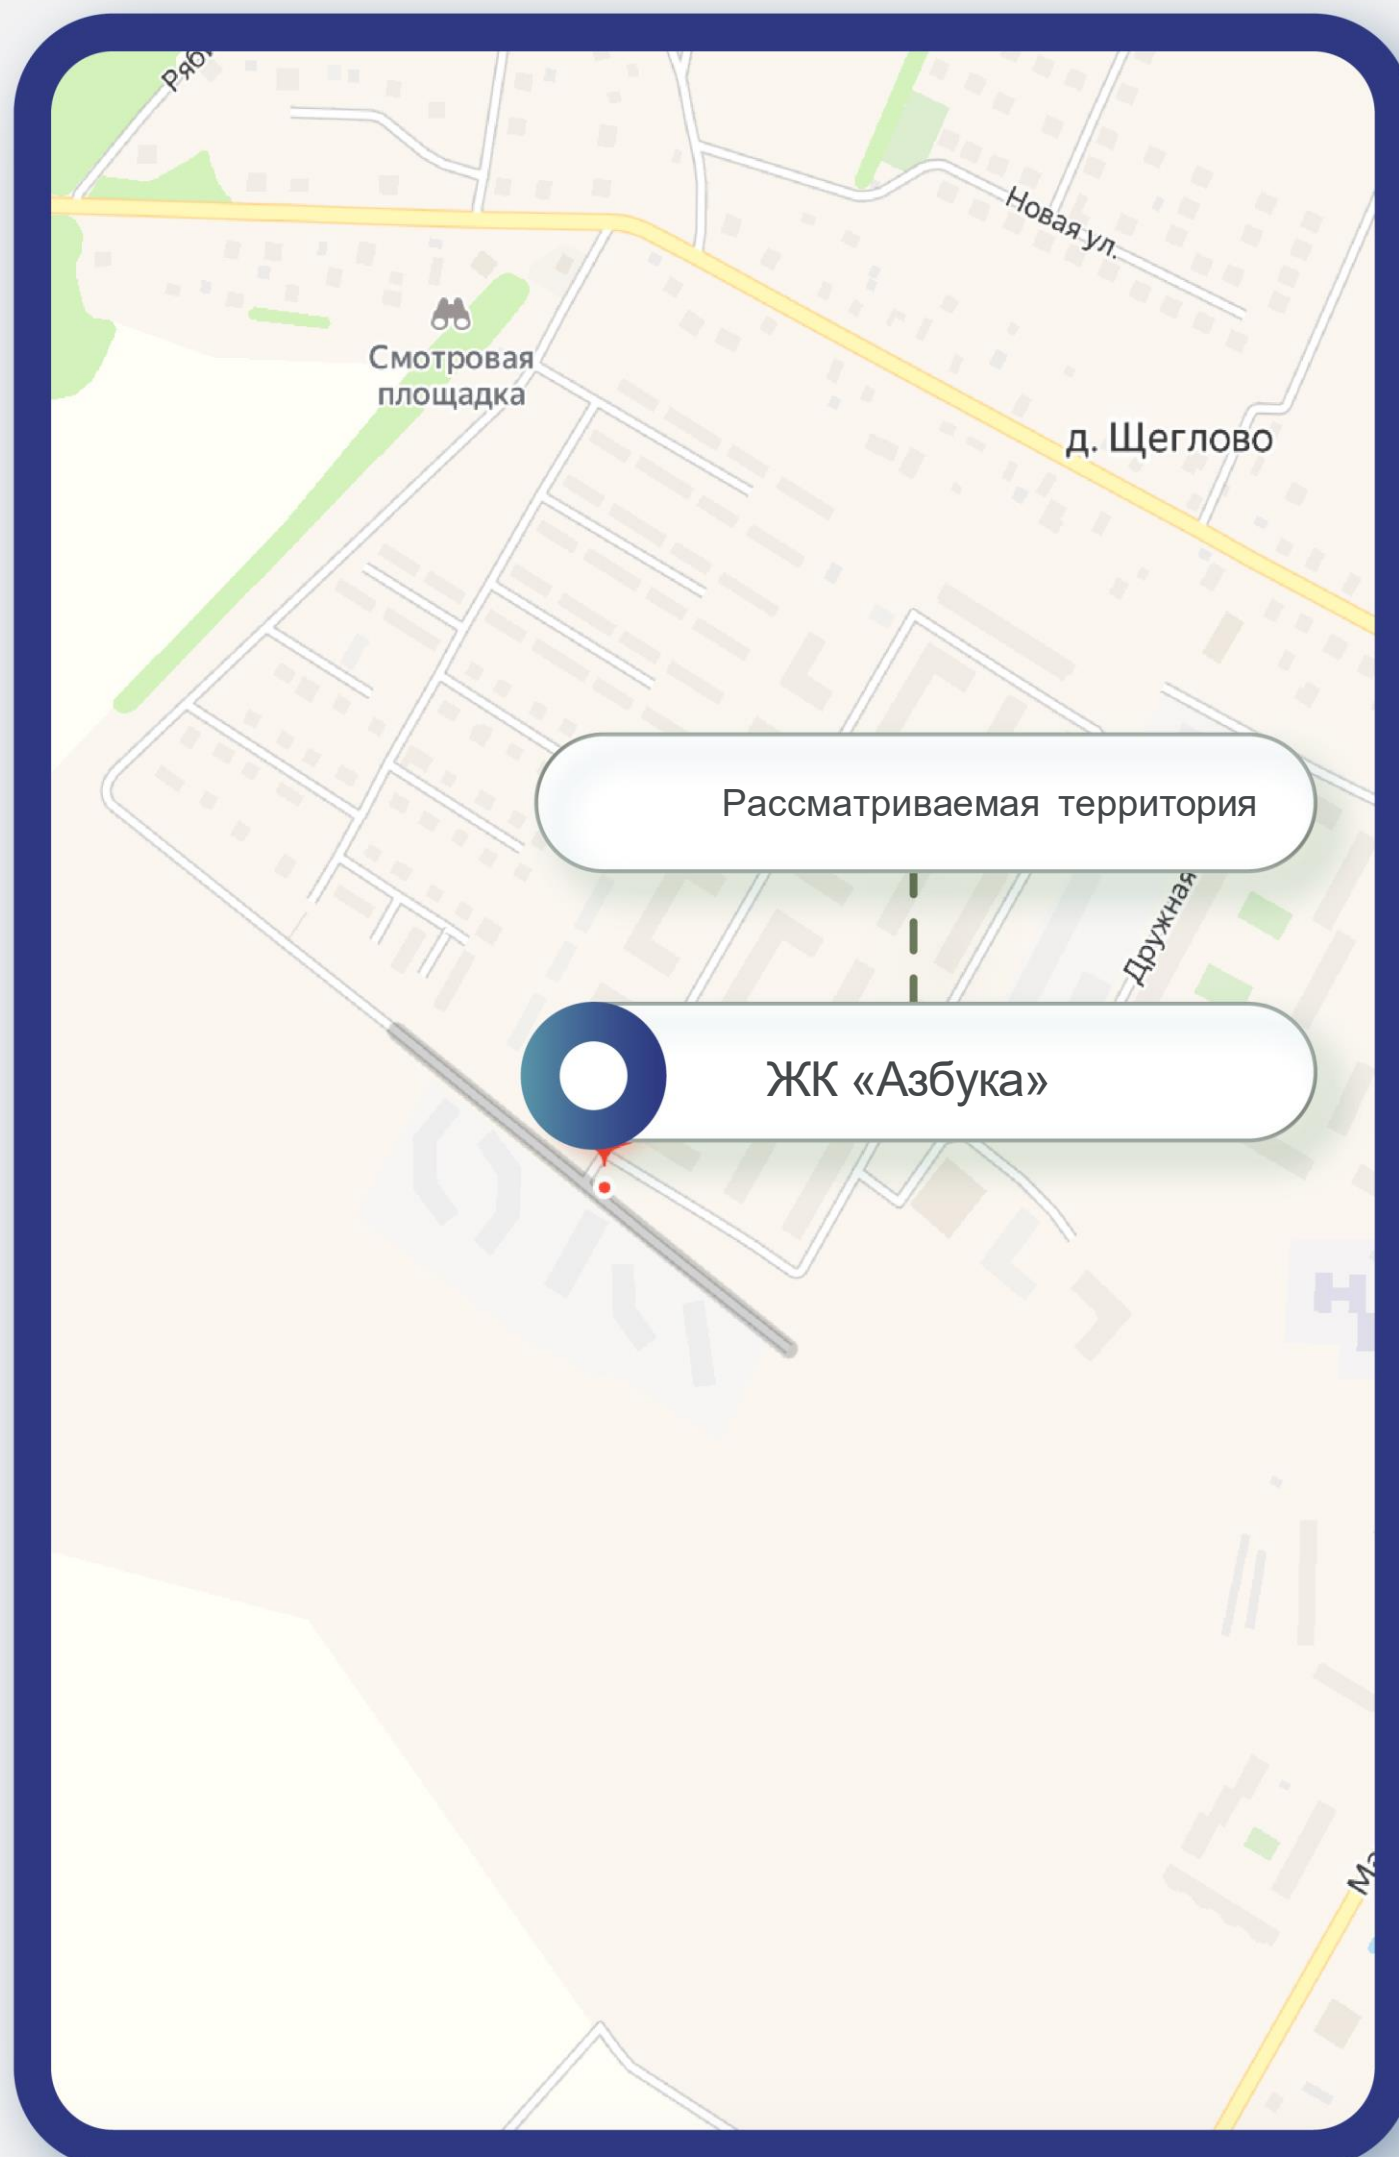 Новая ул.
Смотровая
площадка
д. Щеглово
Рассматриваемая территория
Дружная
ЖК «Азбука»